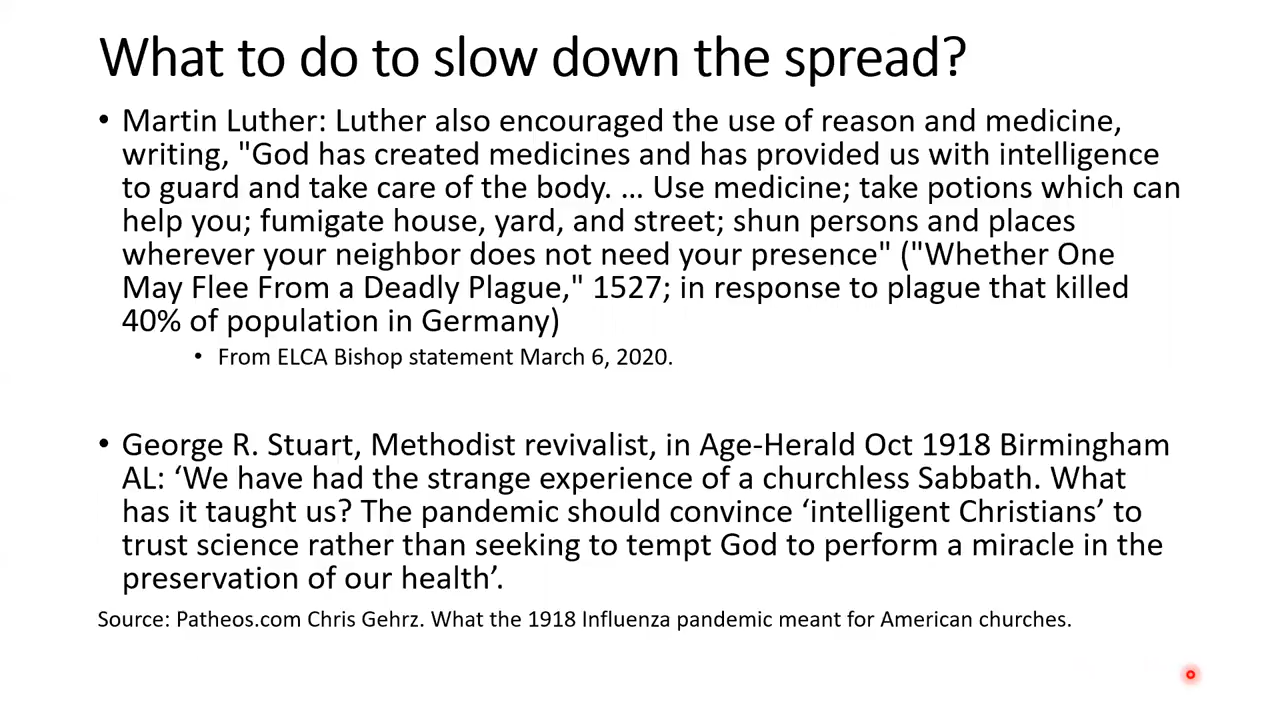 What to do to slow down the spread?
• Martin Luther: Luther also encouraged the use of reason and medicine,
writing, "God has created medicines and has provided us with intelligence
to guard and take care of the body. … Use medicine; take potions which can
help you; fumigate house, yard, and street; shun persons and places
wherever your neighbor does not need your presence" ("Whether One
May Flee From a Deadly Plague," 1527; in response to plague that killed
40% of population in Germany)
• From ELCA Bishop statement March 6, 2020.
• George R. Stuart, Methodist revivalist, in Age-Herald Oct 1918 Birmingham
AL: ‘We have had the strange experience of a churchless Sabbath. What
has it taught us? The pandemic should convince ‘intelligent Christians’ to
trust science rather than seeking to tempt God to perform a miracle in the
preservation of our health’.
Source: Patheos.com Chris Gehrz. What the 1918 Influenza pandemic meant for American churches.